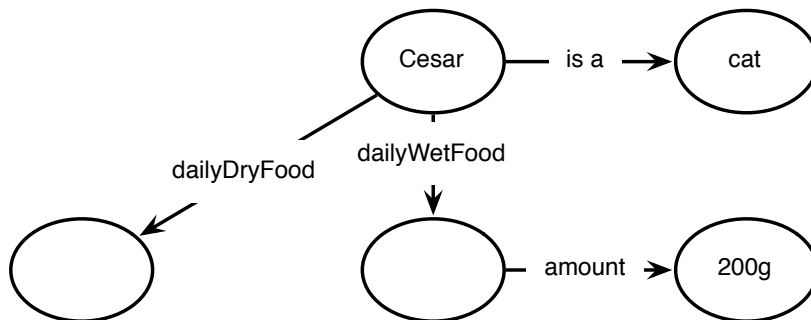 Cesar
is a
cat
dailyDryFood
dailyWetFood
amount
200g